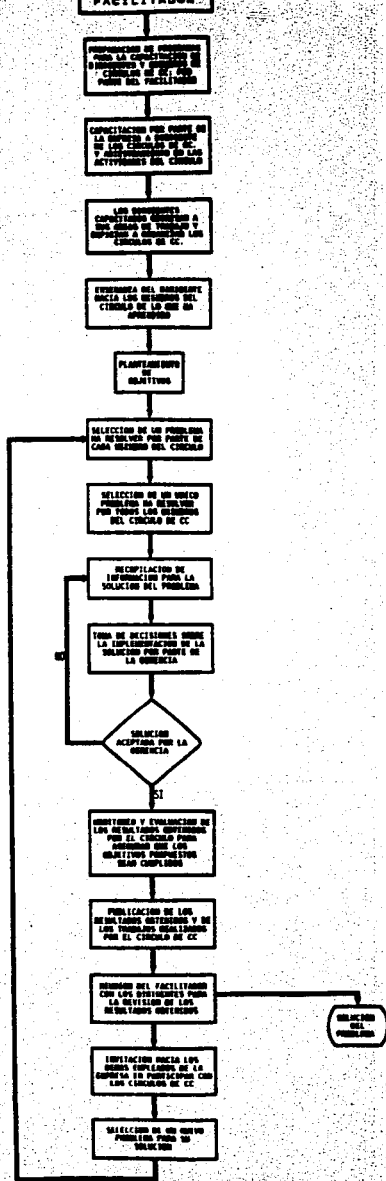 FACILITADOR
PREPARACION DE PROGRAMAS
PARA LA CAPACITACION DE
DIRIGENTES Y MIEMBROS DE
CIRCULOS DE CC. POR
PARTE DEL FACILITADOR
CAPACITACION POR PARTE DE
LA EMPRESA A
DE LOS CIRCULOS DE CC.
Y EN LAS
ACTIVIDADES DEL CIRCULO
LOS DIRIGENTES
CAPACITADOS REGRESAN A
SUS AREAS DE TRABAJO Y
EMPIEZAN A ORGANIZAR LOS
CIRCULOS DE CC.
ENSEÑANZA DEL DIRIGENTE
HACIA LOS MIEMBROS DEL
CIRCULO DE LO QUE HA
APRENDIDO
PLANTEAMIENTO
DE
OBJETIVOS
SELECCION DE UN PROBLEMA
HA RESOLVER POR PARTE DE
CADA MIEMBRO DEL CIRCULO
SELECCION DE UN UNICO
PROBLEMA HA RESOLVER
POR TODOS LOS MIEMBROS
DEL CIRCULO DE CC
RECOPILACION DE
INFORMACION PARA LA
SOLUCION DEL PROBLEMA
TOMA DE DECISIONES SOBRE
LA IMPLEMENTACION DE LA
SOLUCION POR PARTE DE
LA GERENCIA
NO
SOLUCION
ACEPTADA POR LA
GERENCIA
SI
MONITOREO Y EVALUACION DE
LOS RESULTADOS OBTENIDOS
POR EL CIRCULO PARA
ASEGURAR QUE LOS
OBJETIVOS PROPUESTOS
SEAN CUMPLIDOS
PUBLICACION DE LOS
RESULTADOS OBTENIDOS Y DE
LOS TRABAJOS REALIZADOS
POR EL CIRCULO DE CC
REUNION DEL FACILITADOR
CON LOS DIRIGENTES PARA
LA REVISION DE LOS
RESULTADOS OBTENIDOS
SOLUCION
DEL
PROBLEMA
INVITACION HACIA LOS
DEMAS EMPLEADOS DE LA
EMPRESA EN PARTICIPAR CON
LOS CIRCULOS DE CC
SELECCION DE UN NUEVO
PROBLEMA PARA SU
SOLUCION